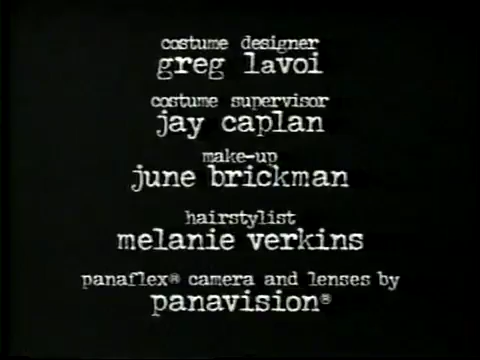 costume designer
greg lavoi
costume supervisor
jay caplan
make-up
june brickman
hairstylist
melanie verkins
panaflex® camera and lenses by
panavision®